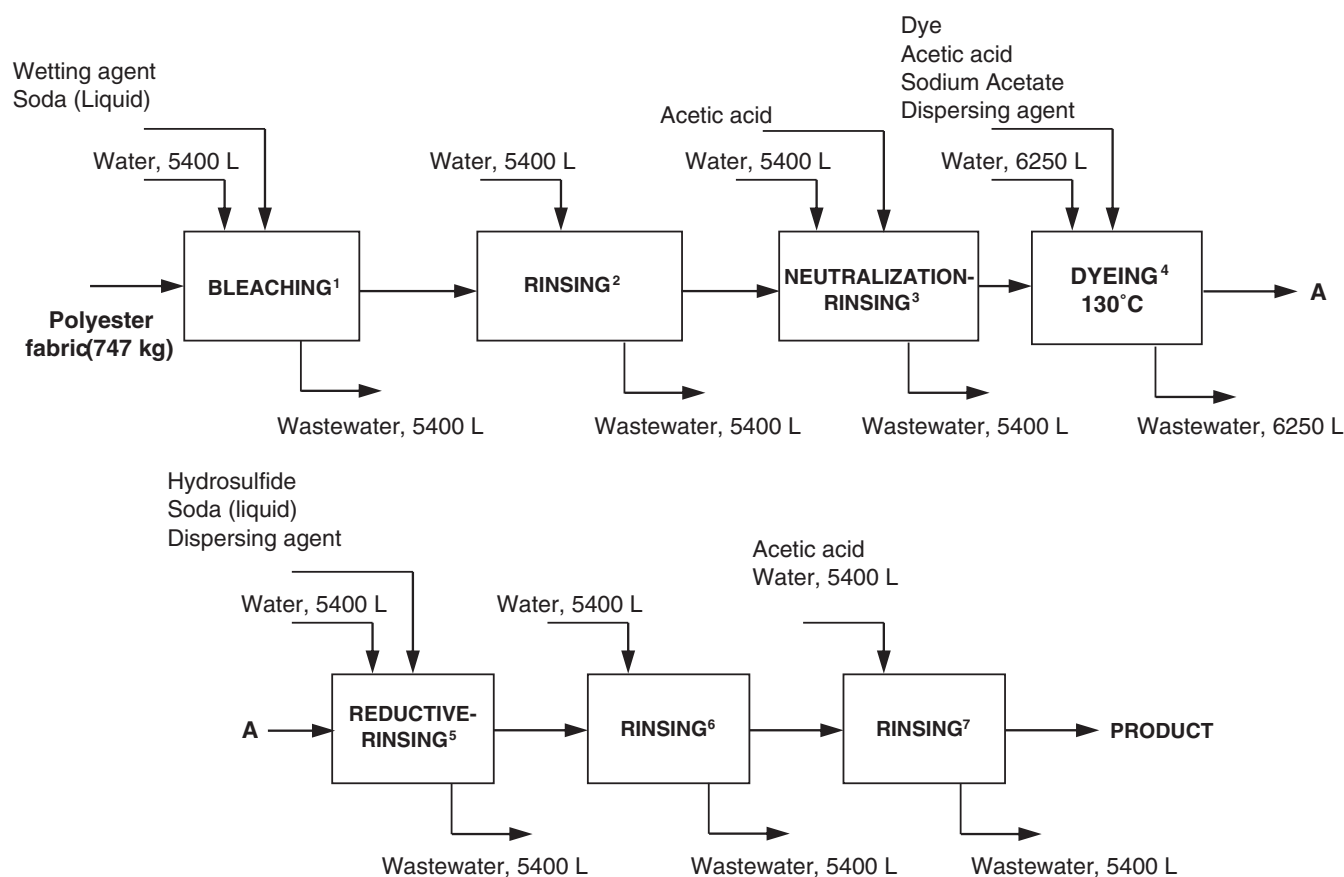 Dye
Acetic acid
Sodium Acetate
Dispersing agent
Wetting agent
Soda (Liquid)
Acetic acid
Water, 5400 L
Water, 5400 L
Water, 5400 L
Water, 6250 L
BLEACHING¹
RINSING²
NEUTRALIZATION-
RINSING³
DYEING⁴
130˚C
A
Polyester
fabric(747 kg)
Wastewater, 5400 L
Wastewater, 5400 L
Wastewater, 5400 L
Wastewater, 6250 L
Hydrosulfide
Soda (liquid)
Dispersing agent
Acetic acid
Water, 5400 L
Water, 5400 L
Water, 5400 L
A
REDUCTIVE-
RINSING⁵
RINSING⁶
RINSING⁷
PRODUCT
Wastewater, 5400 L
Wastewater, 5400 L
Wastewater, 5400 L